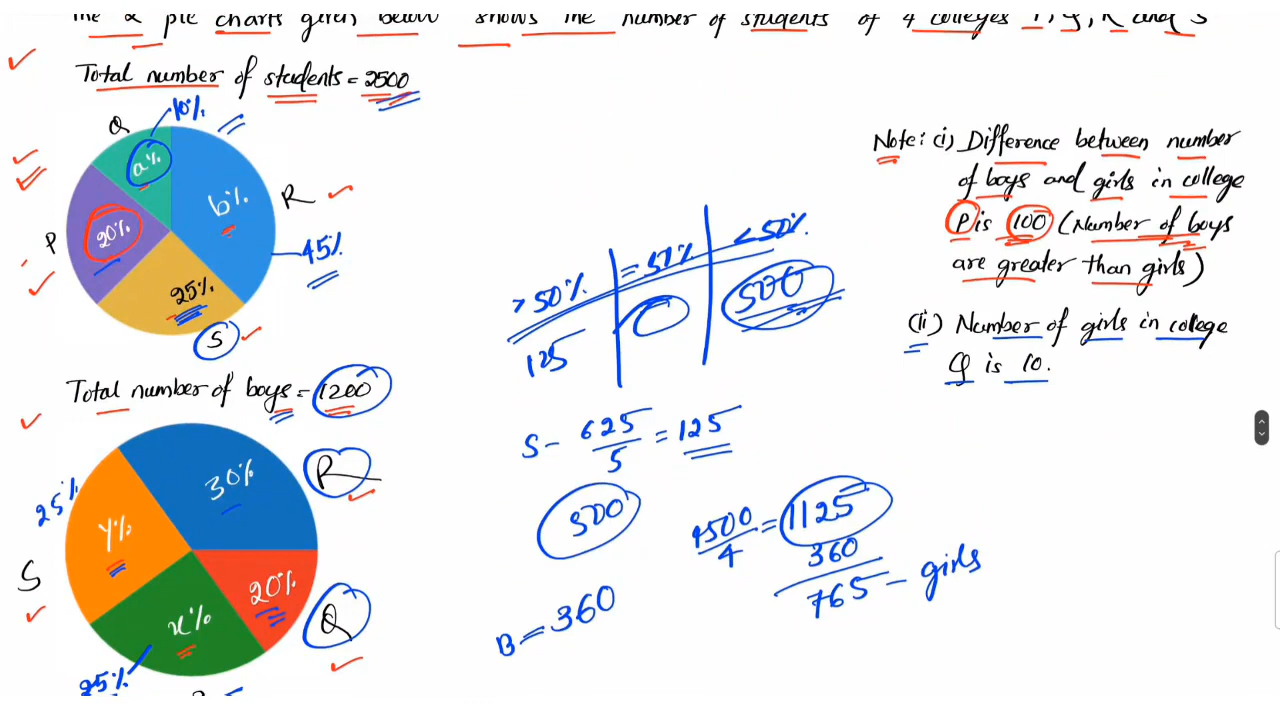 The 2 pie charts given below shows the number of students of 4 colleges P, Q, R and S
Total number of students = 2500
10%
Q
a%
b%
R
P
20%
45%
25%
S
Total number of boys = 1200
R
30%
25%
y%
S
20%
Q
x%
25%
> 50%
= 50%
< 50%
125
500
S - 625/5 = 125
500
4500/4 = 1125
360
765 - girls
B = 360
Note: (i) Difference between number
of boys and girls in college
P is 100 (Number of boys
are greater than girls)
(ii) Number of girls in college
Q is 10.